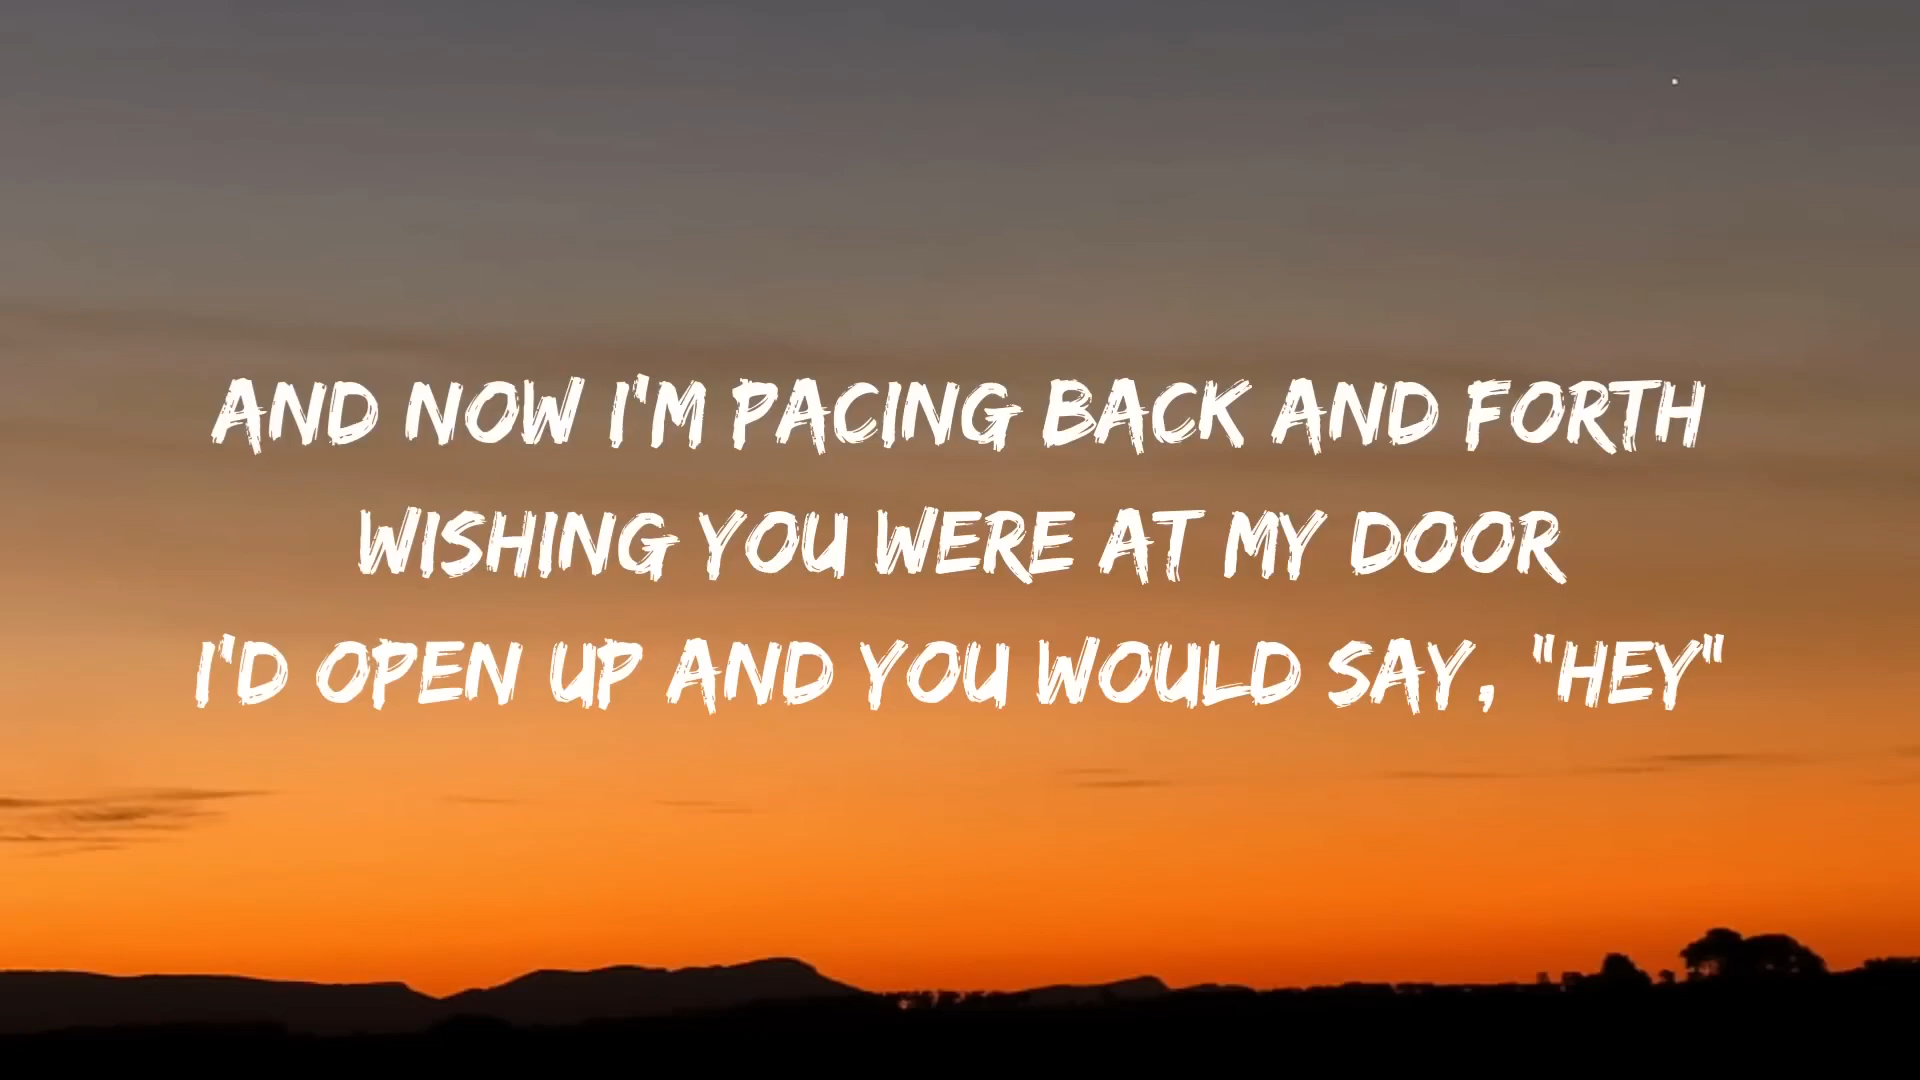 AND NOW I'M PACING BACK AND FORTH
WISHING YOU WERE AT MY DOOR
I'D OPEN UP AND YOU WOULD SAY, "HEY"